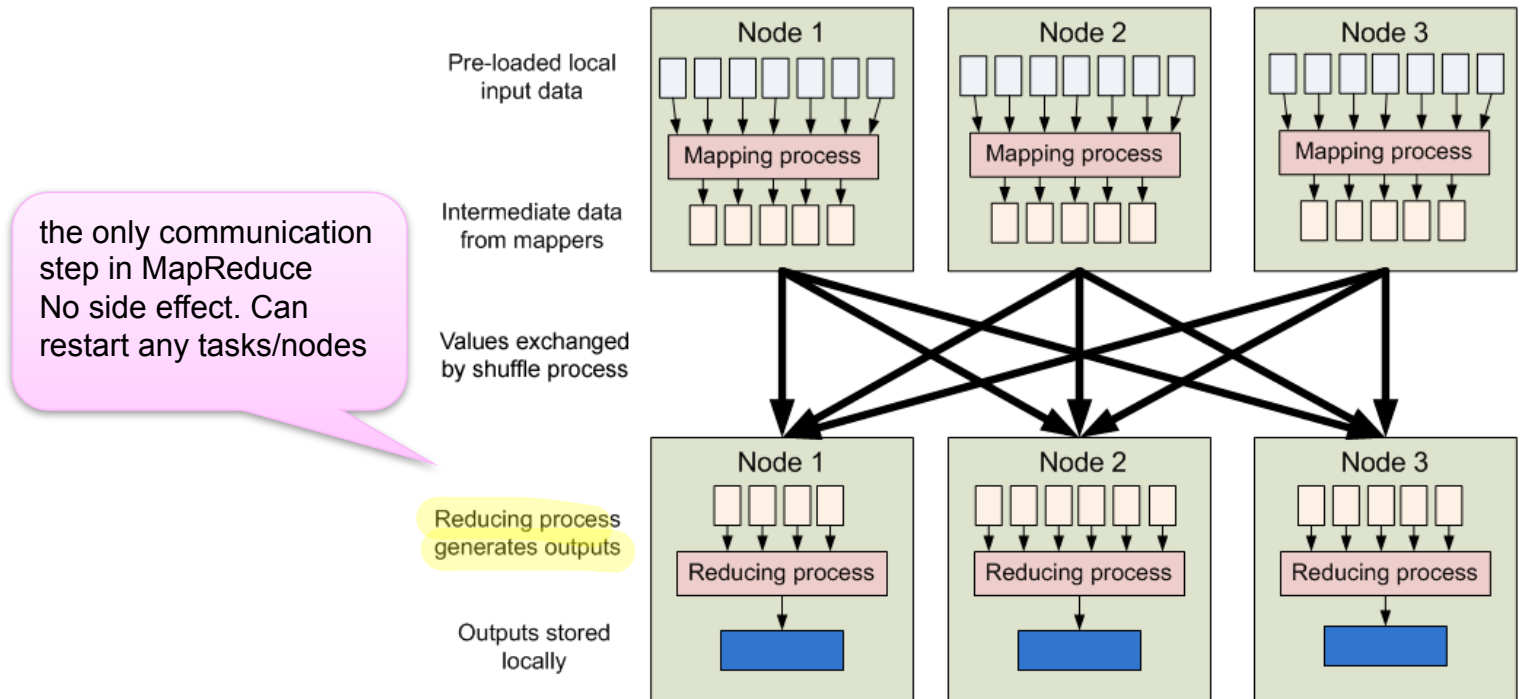 Node 1
Node 2
Node 3
Pre-loaded local
input data
Mapping process
Mapping process
Mapping process
the only communication
step in MapReduce
No side effect. Can
restart any tasks/nodes
Intermediate data
from mappers
Values exchanged
by shuffle process
Node 1
Node 2
Node 3
Reducing process
generates outputs
Reducing process
Reducing process
Reducing process
Outputs stored
locally